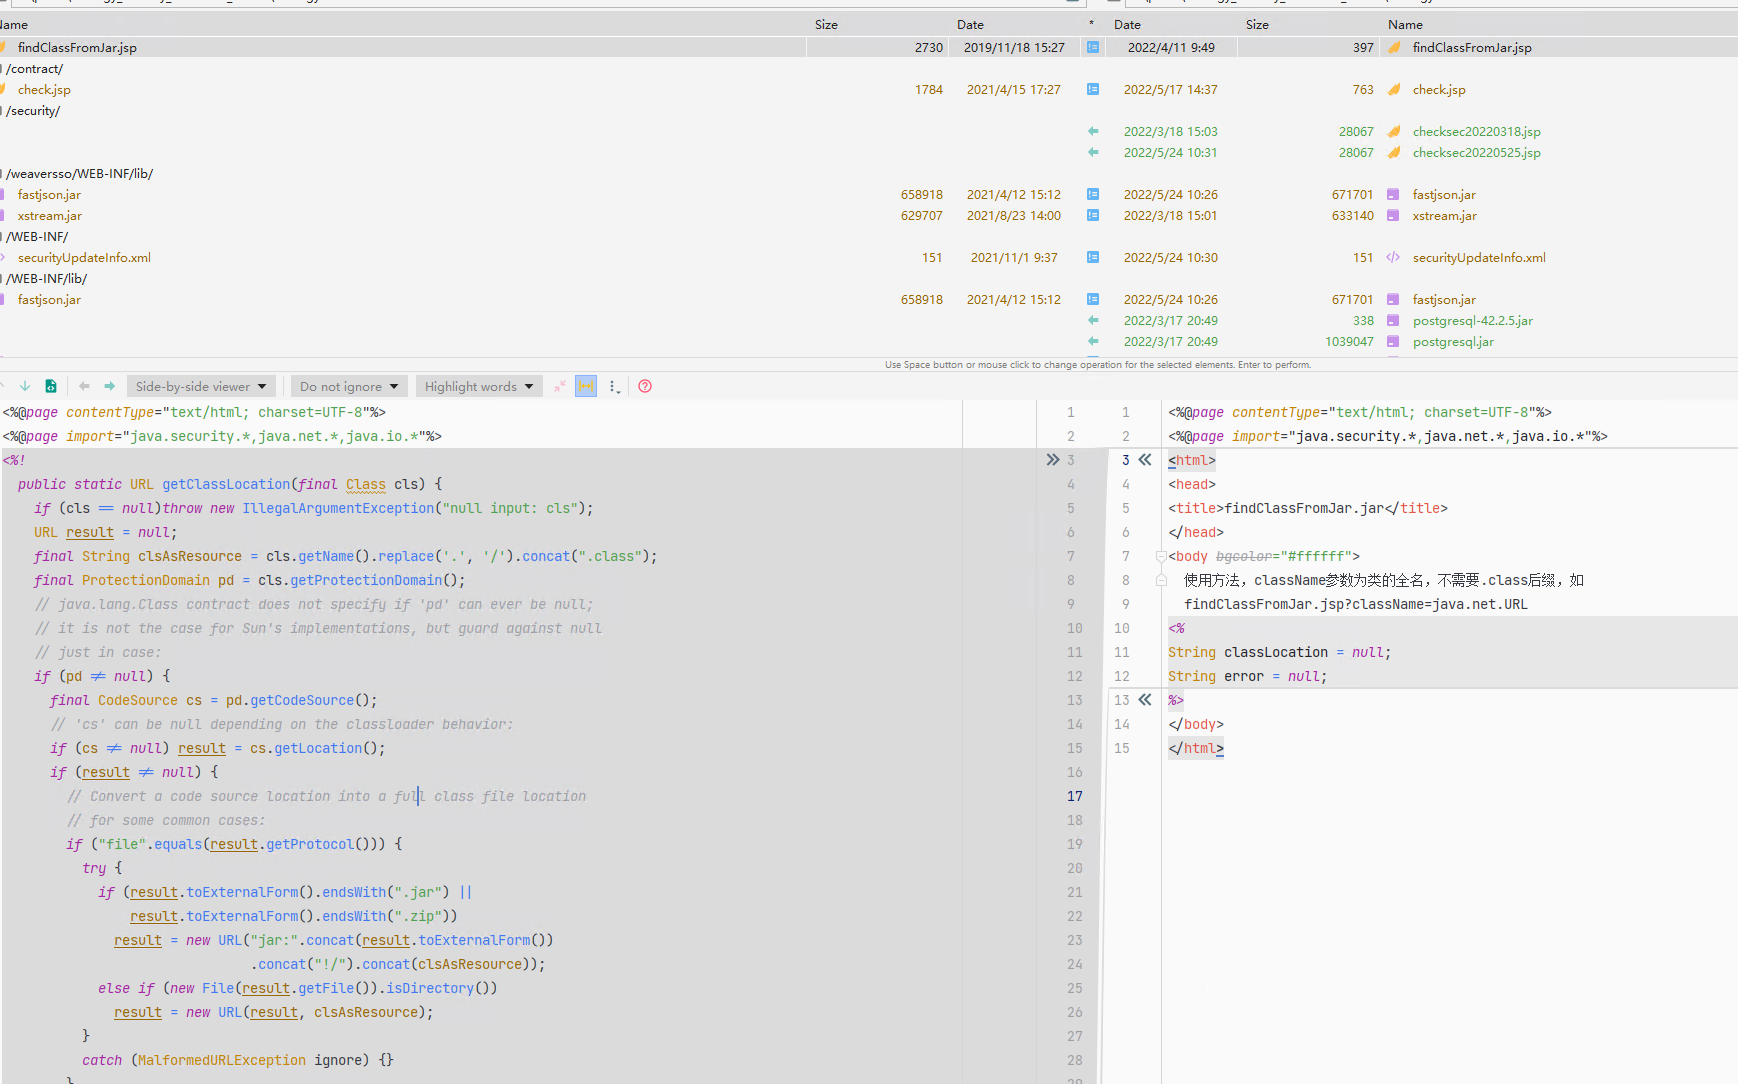 Name Size Date * Date Size Name
findClassFromJar.jsp 2730 2019/11/18 15:27 2022/4/11 9:49 397 findClassFromJar.jsp
/contract/
check.jsp 1784 2021/4/15 17:27 2022/5/17 14:37 763 check.jsp
/security/
2022/3/18 15:03 28067 checksec20220318.jsp
2022/5/24 10:31 28067 checksec20220525.jsp
/weaversso/WEB-INF/lib/
fastjson.jar 658918 2021/4/12 15:12 2022/5/24 10:26 671701 fastjson.jar
xstream.jar 629707 2021/8/23 14:00 2022/3/18 15:01 633140 xstream.jar
/WEB-INF/
securityUpdateInfo.xml 151 2021/11/1 9:37 2022/5/24 10:30 151 securityUpdateInfo.xml
/WEB-INF/lib/
fastjson.jar 658918 2021/4/12 15:12 2022/5/24 10:26 671701 fastjson.jar
2022/3/17 20:49 338 postgresql-42.2.5.jar
2022/3/17 20:49 1039047 postgresql.jar
Use Space button or mouse click to change operation for the selected elements. Enter to perform.
Side-by-side viewer Do not ignore Highlight words
<%@page contentType="text/html; charset=UTF-8"%> 1
<%@page import="java.security.*,java.net.*,java.io.*"%> 2
<%! 3
public static URL getClassLocation(final Class cls) { 4
if (cls == null)throw new IllegalArgumentException("null input: cls"); 5
URL result = null; 6
final String clsAsResource = cls.getName().replace('.', '/').concat(".class"); 7
final ProtectionDomain pd = cls.getProtectionDomain(); 8
// java.lang.Class contract does not specify if 'pd' can ever be null; 9
// it is not the case for Sun's implementations, but guard against null 10
// just in case: 11
if (pd != null) { 12
final CodeSource cs = pd.getCodeSource(); 13
// 'cs' can be null depending on the classloader behavior: 14
if (cs != null) result = cs.getLocation(); 15
if (result != null) { 16
// Convert a code source location into a full class file location 17
// for some common cases: 18
if ("file".equals(result.getProtocol())) { 19
try { 20
if (result.toExternalForm().endsWith(".jar") || 21
result.toExternalForm().endsWith(".zip")) 22
result = new URL("jar:".concat(result.toExternalForm()) 23
.concat("!/").concat(clsAsResource)); 24
else if (new File(result.getFile()).isDirectory()) 25
result = new URL(result, clsAsResource); 26
} 27
catch (MalformedURLException ignore) {} 28
} 29
1 <%@page contentType="text/html; charset=UTF-8"%>
2 <%@page import="java.security.*,java.net.*,java.io.*"%>
3 <html>
4 <head>
5 <title>findClassFromJar.jar</title>
6 </head>
7 <body bgcolor="#ffffff">
8 使用方法，className参数为类的全名，不需要.class后缀，如
9 findClassFromJar.jsp?className=java.net.URL
10 <%
11 String classLocation = null;
12 String error = null;
13 %>
14 </body>
15 </html>